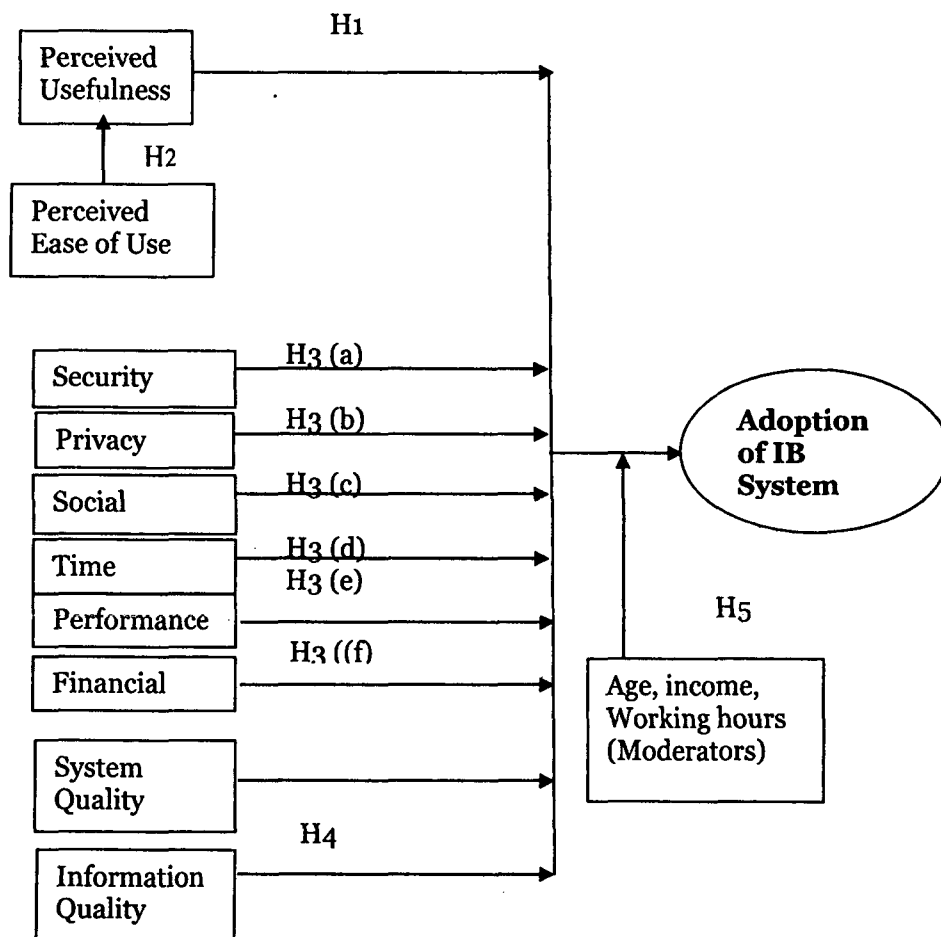 H1
Perceived
Usefulness
H2
Perceived
Ease of Use
H3 (a)
Security
H3 (b)
Privacy
H3 (c)
Social
H3 (d)
Time
H3 (e)
Performance
H3 ((f)
Financial
System
Quality
H4
Information
Quality
Adoption
of IB
System
H5
Age, income,
Working hours
(Moderators)